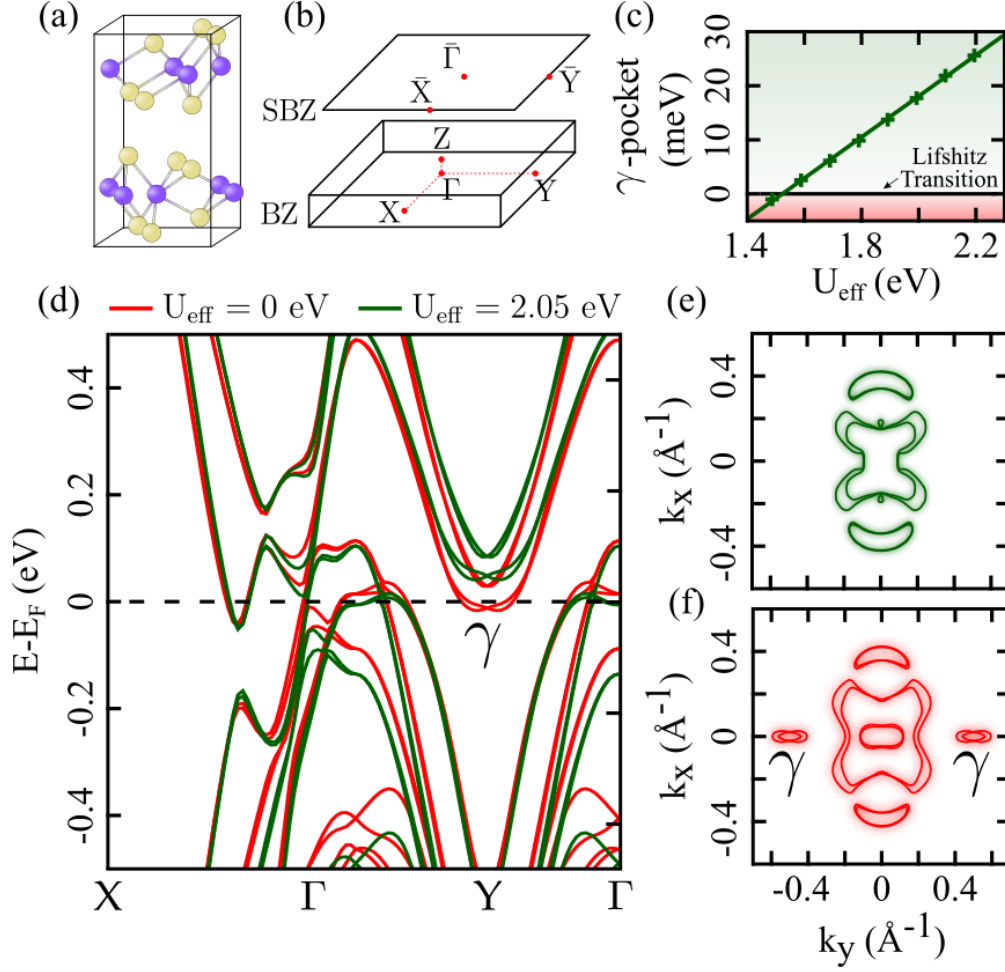 (a)
(b)
SBZ
Γ̄
X̄
Ȳ
BZ
Z
Γ
X
Y
(c)
γ-pocket
(meV)
30
20
10
0
Lifshitz
Transition
1.4
1.8
2.2
U_eff (eV)
(d)
U_eff = 0 eV
U_eff = 2.05 eV
E-E_F (eV)
0.4
0.2
0
-0.2
-0.4
γ
X
Γ
Y
Γ
(e)
k_x (Å⁻¹)
0.4
0
-0.4
(f)
k_x (Å⁻¹)
0.4
0
0.4
γ
γ
-0.4
0
0.4
k_y (Å⁻¹)